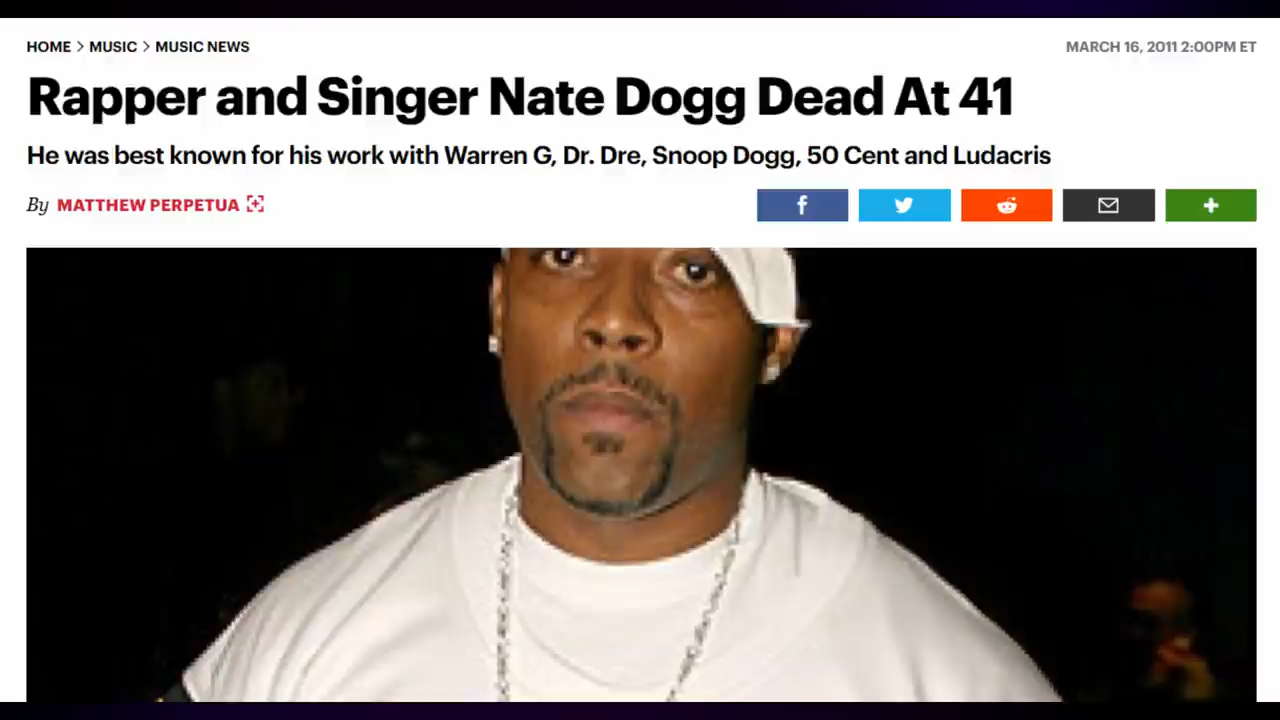 HOME > MUSIC > MUSIC NEWS
MARCH 16, 2011 2:00PM ET
Rapper and Singer Nate Dogg Dead At 41
He was best known for his work with Warren G, Dr. Dre, Snoop Dogg, 50 Cent and Ludacris
By MATTHEW PERPETUA